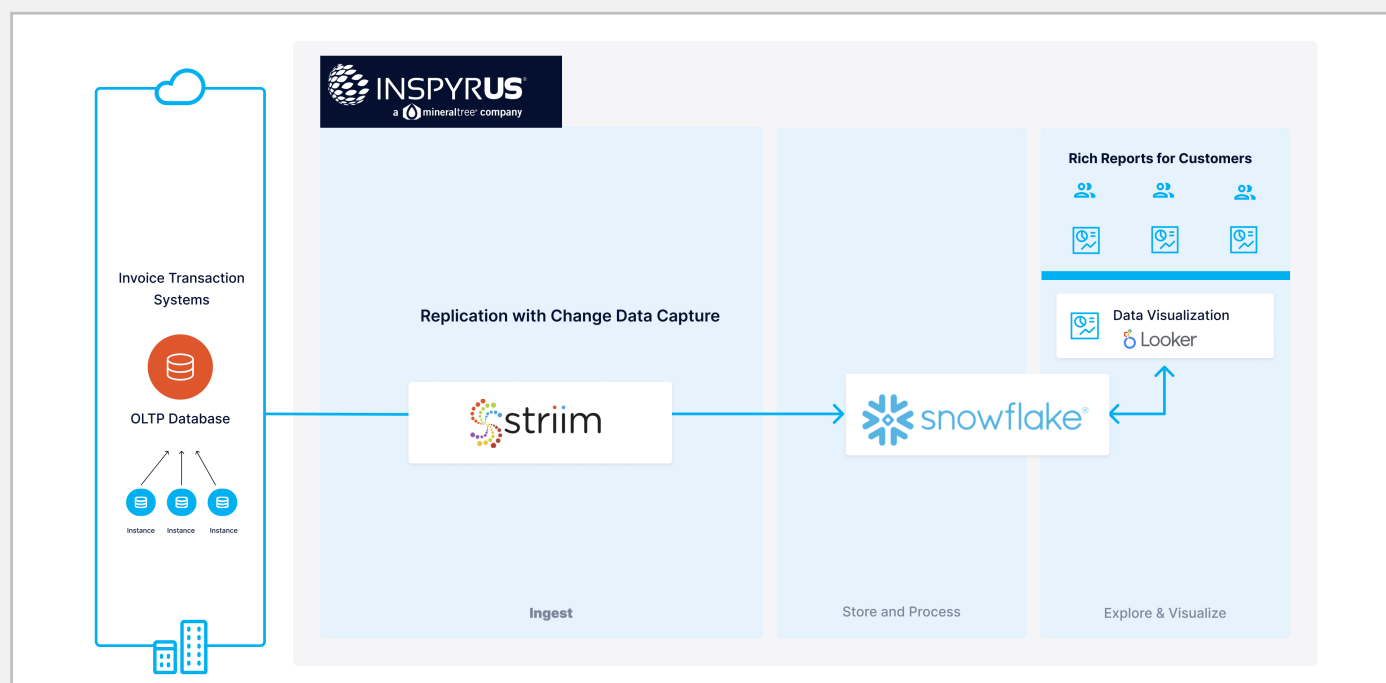 INSPYRUS
a mineraltree® company
Invoice Transaction
Systems
OLTP Database
Instance Instance Instance
Replication with Change Data Capture
striim
Ingest
snowflake®
Store and Process
Rich Reports for Customers
Data Visualization
Looker
Explore & Visualize